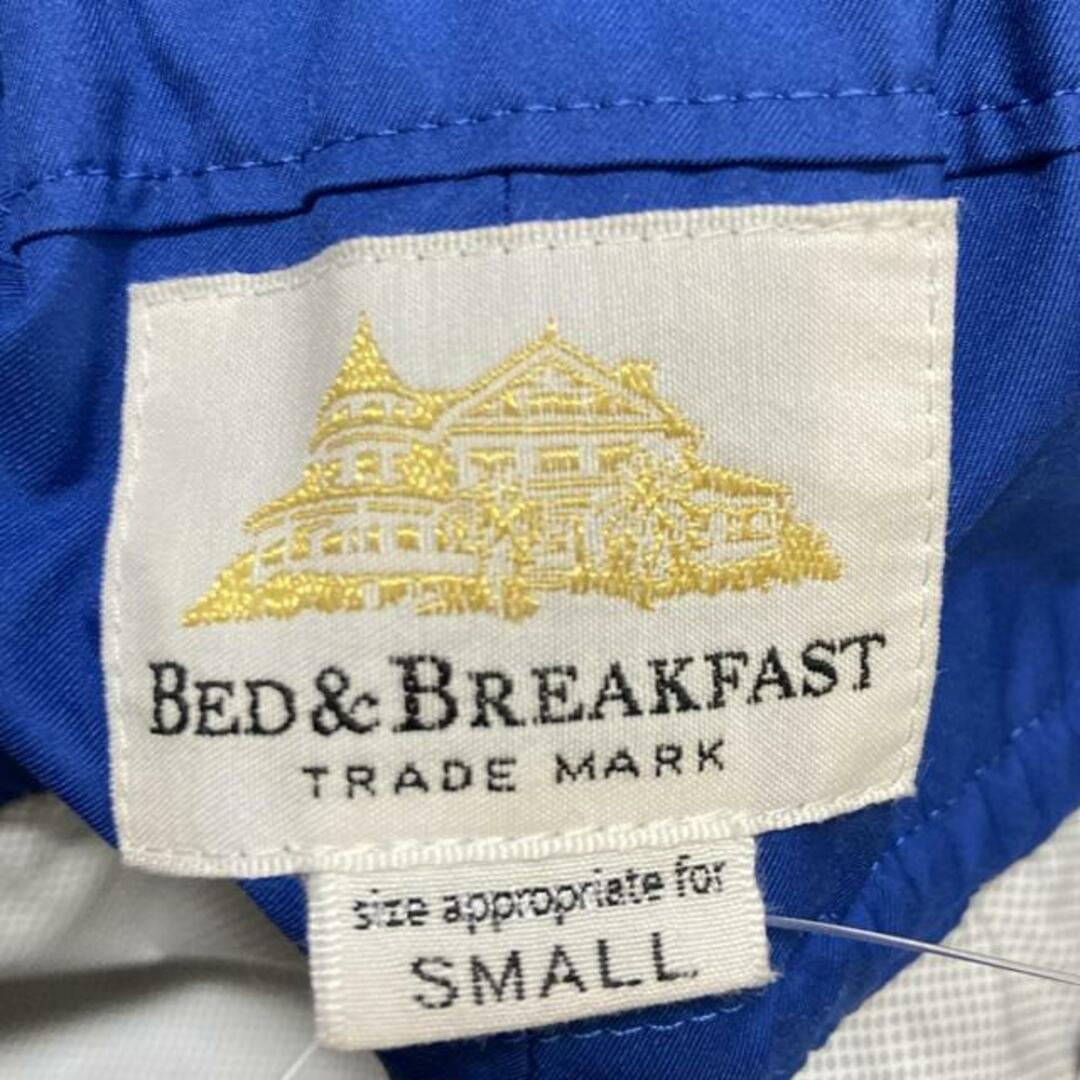 BED & BREAKFAST
TRADE MARK
size appropriate for
SMALL